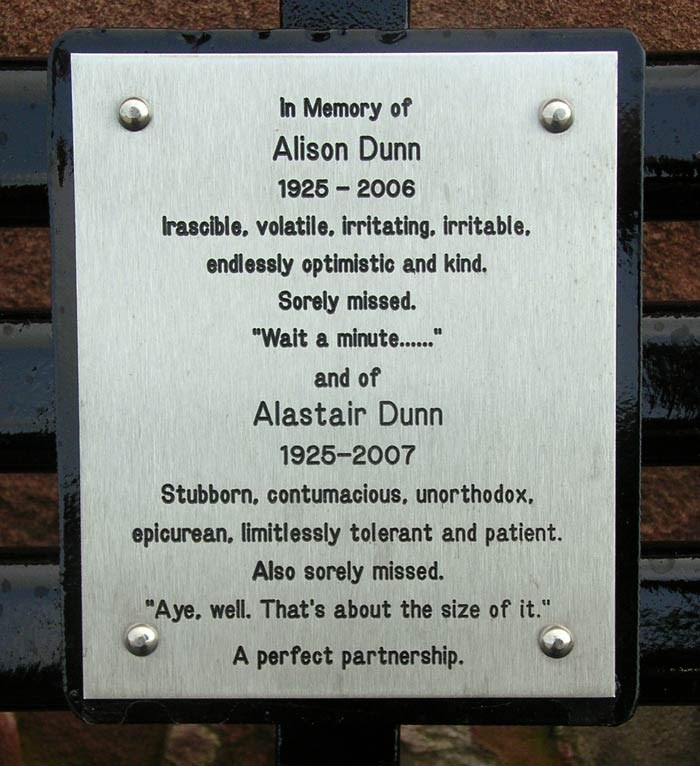 In Memory of
Alison Dunn
1925 – 2006
Irascible, volatile, irritating, irritable,
endlessly optimistic and kind.
Sorely missed.
"Wait a minute......"
and of
Alastair Dunn
1925–2007
Stubborn, contumacious, unorthodox,
epicurean, limitlessly tolerant and patient.
Also sorely missed.
"Aye, well. That's about the size of it."
A perfect partnership.